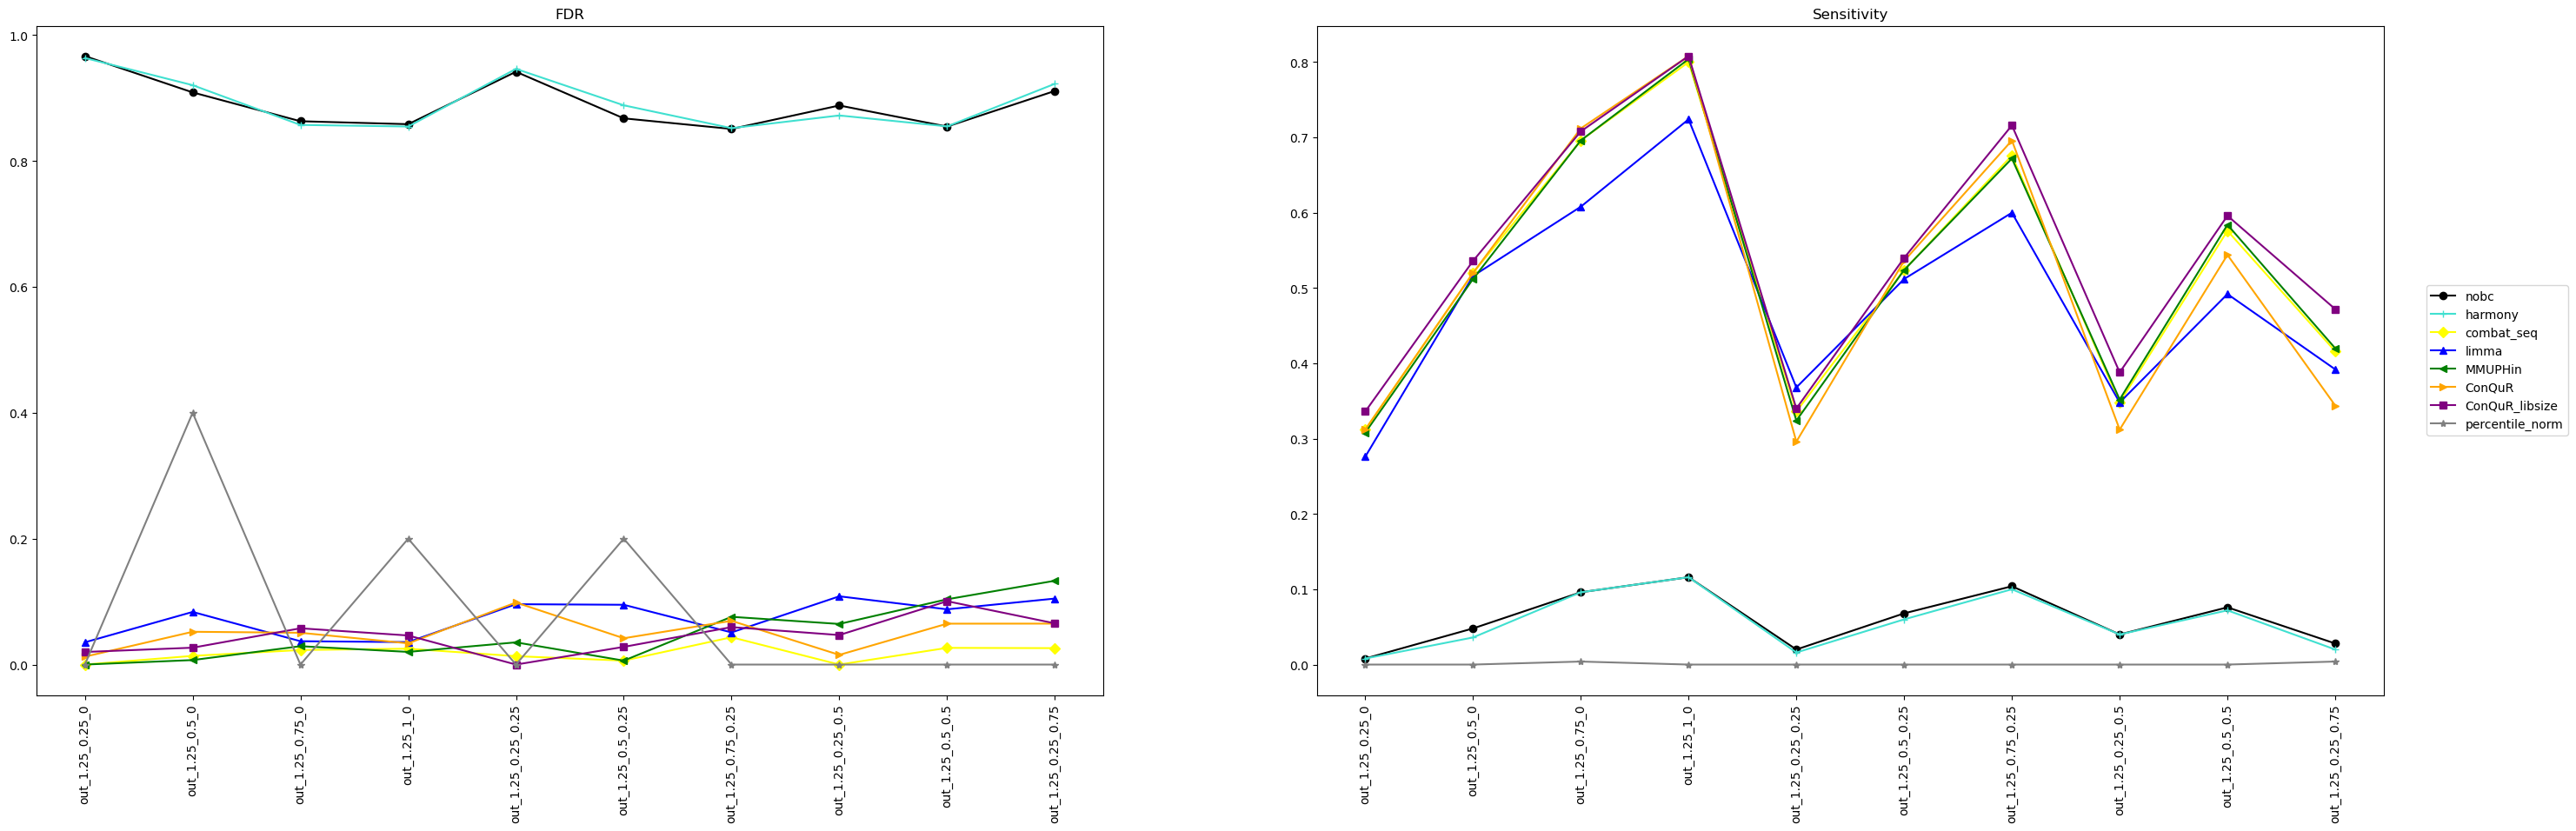 FDR
1.0
0.8
0.6
0.4
0.2
0.0
out_1.25_0.25_0
out_1.25_0.5_0
out_1.25_0.75_0
out_1.25_1_0
out_1.25_0.25_0.25
out_1.25_0.5_0.25
out_1.25_0.75_0.25
out_1.25_0.25_0.5
out_1.25_0.5_0.5
out_1.25_0.25_0.75
Sensitivity
0.8
0.7
0.6
0.5
0.4
0.3
0.2
0.1
0.0
out_1.25_0.25_0
out_1.25_0.5_0
out_1.25_0.75_0
out_1.25_1_0
out_1.25_0.25_0.25
out_1.25_0.5_0.25
out_1.25_0.75_0.25
out_1.25_0.25_0.5
out_1.25_0.5_0.5
out_1.25_0.25_0.75
nobc
harmony
combat_seq
limma
MMUPHin
ConQuR
ConQuR_libsize
percentile_norm